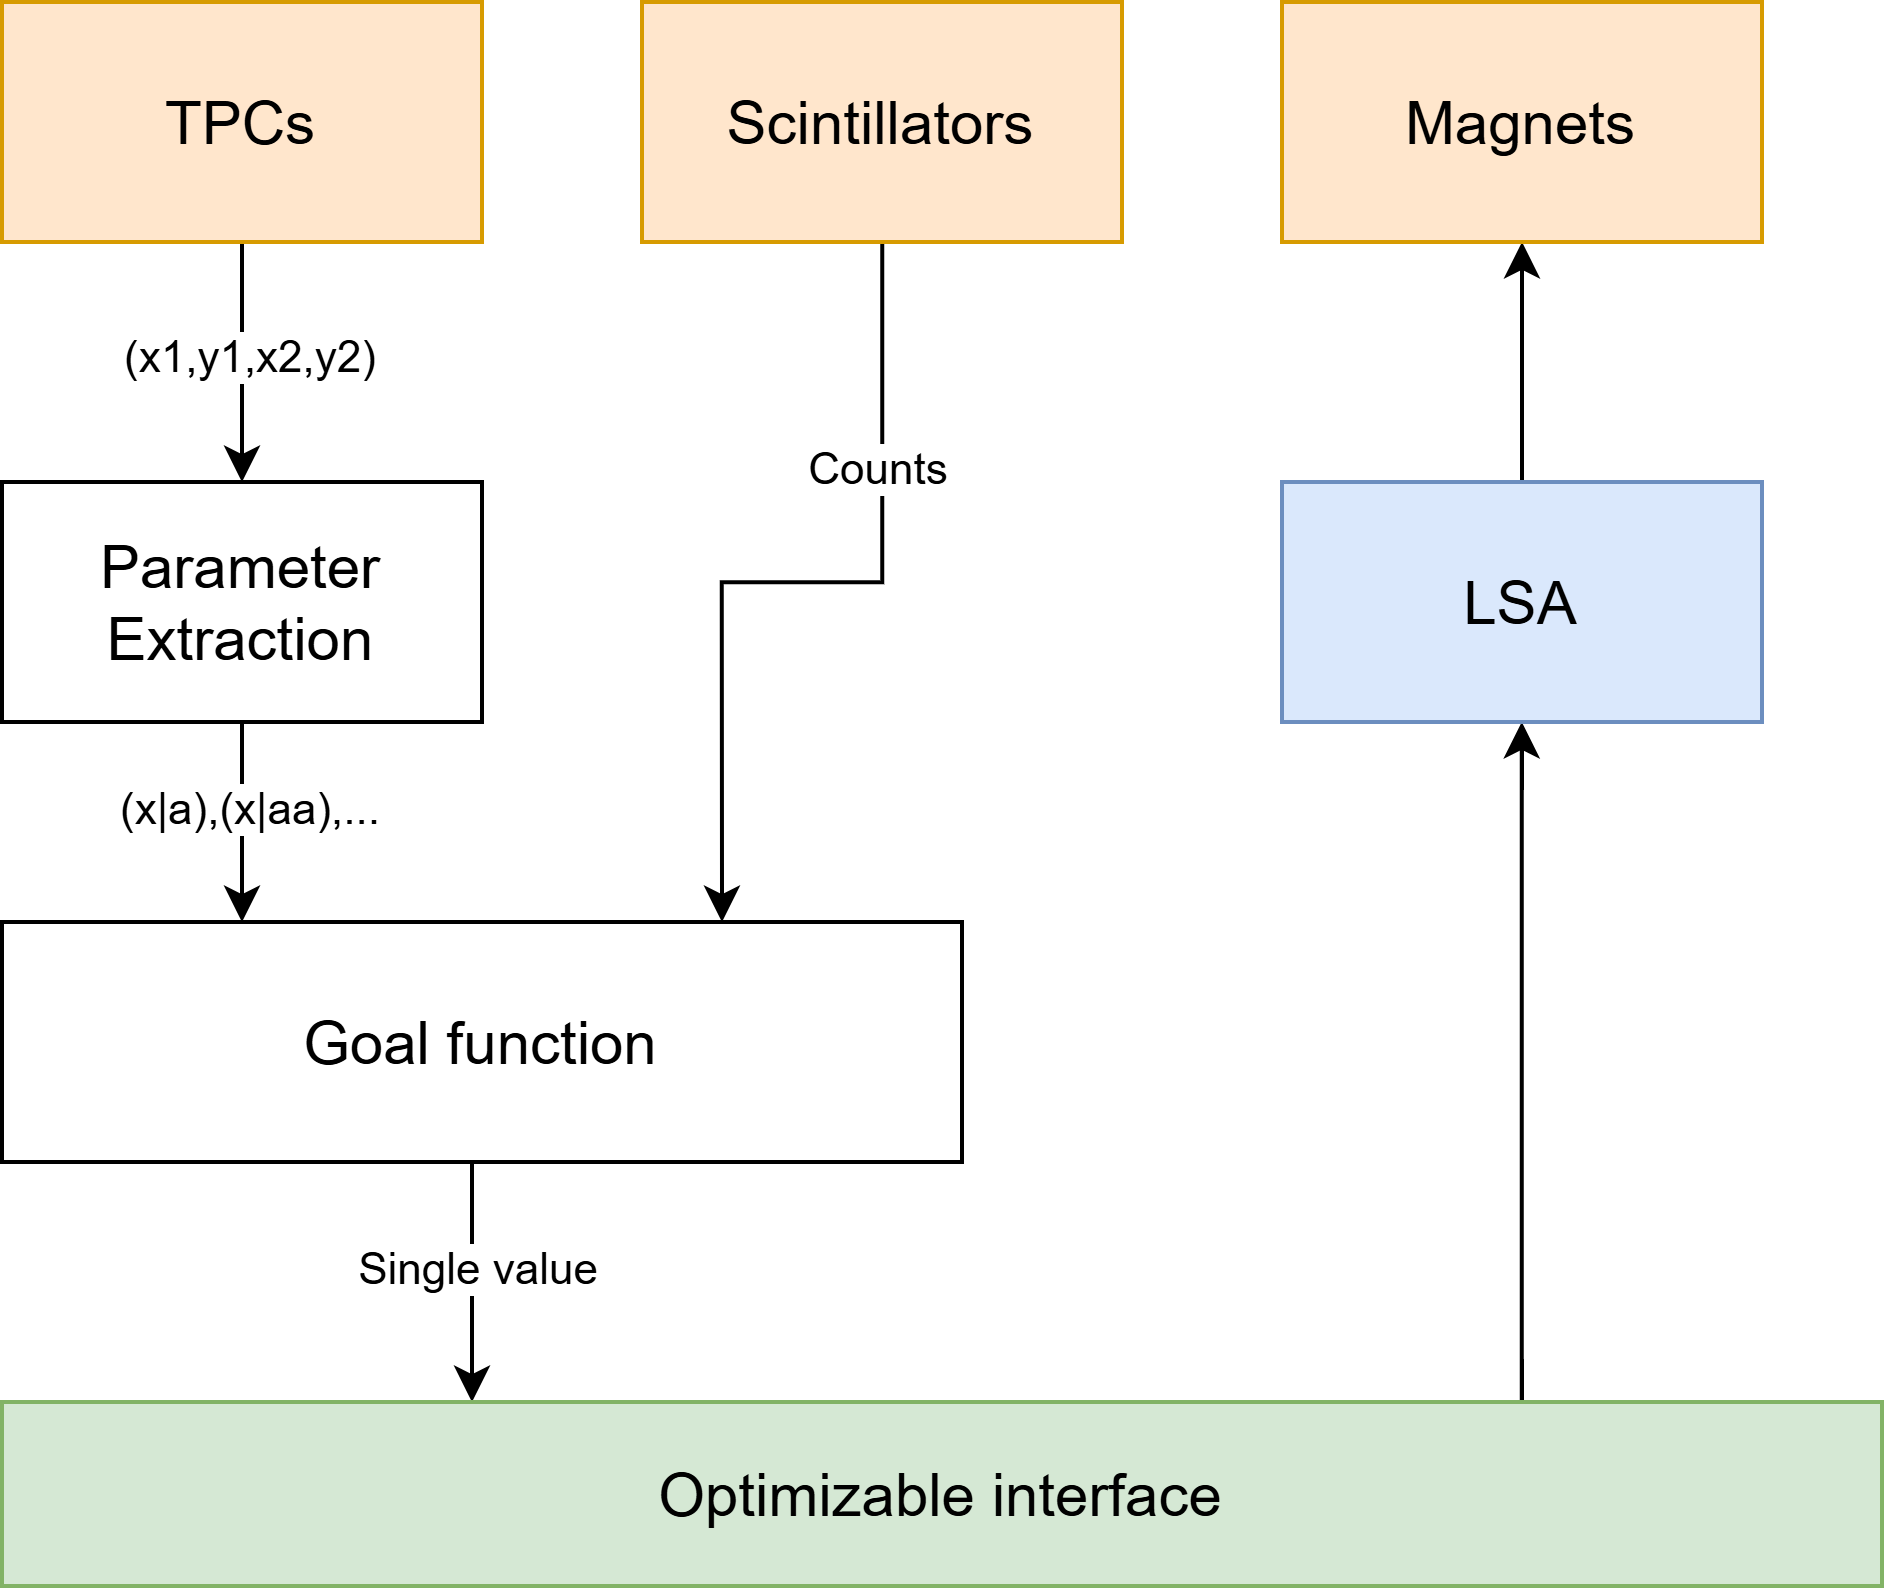 TPCs
Scintillators
Magnets
(x1,y1,x2,y2)
Counts
Parameter
Extraction
LSA
(x|a),(x|aa),...
Goal function
Single value
Optimizable interface